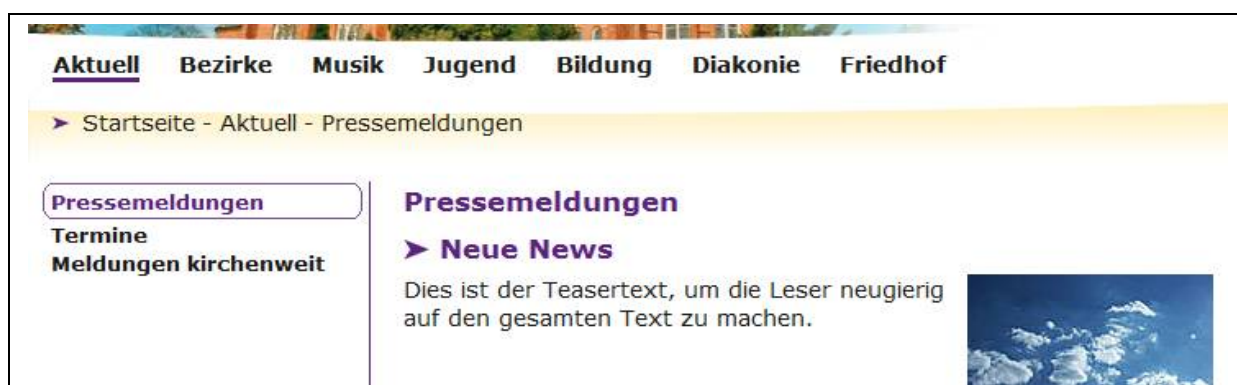 Aktuell Bezirke Musik Jugend Bildung Diakonie Friedhof
➤ Startseite - Aktuell - Pressemeldungen
Pressemeldungen
Termine
Meldungen kirchenweit
Pressemeldungen
➤ Neue News
Dies ist der Teasertext, um die Leser neugierig
auf den gesamten Text zu machen.